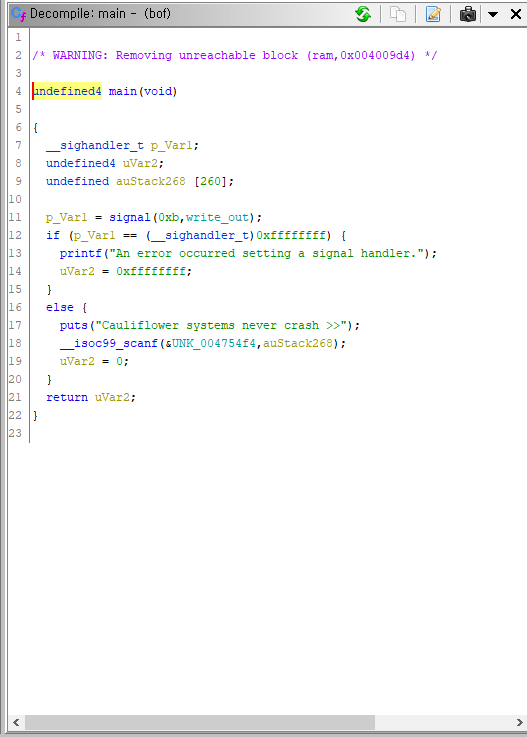 Decompile: main - (bof)
1
2 /* WARNING: Removing unreachable block (ram,0x004009d4) */
3
4 undefined4 main(void)
5
6 {
7 __sighandler_t p_Var1;
8 undefined4 uVar2;
9 undefined auStack268 [260];
10
11 p_Var1 = signal(0xb,write_out);
12 if (p_Var1 == (__sighandler_t)0xffffffff) {
13 printf("An error occurred setting a signal handler.");
14 uVar2 = 0xffffffff;
15 }
16 else {
17 puts("Cauliflower systems never crash >>");
18 __isoc99_scanf(&UNK_004754f4,auStack268);
19 uVar2 = 0;
20 }
21 return uVar2;
22 }
23